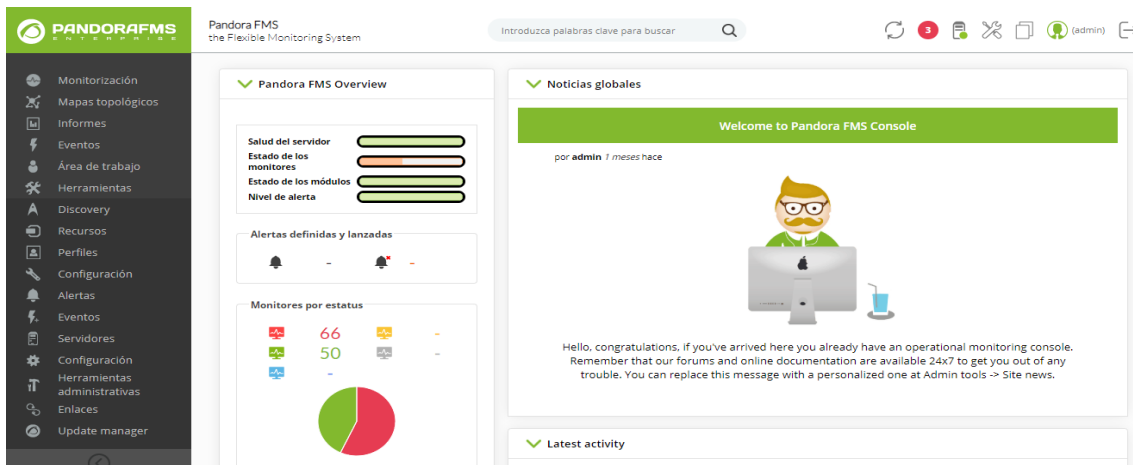 PANDORAFMS
ENTERPRISE
Pandora FMS
the Flexible Monitoring System
Introduzca palabras clave para buscar
3
(admin)
Monitorización
Mapas topológicos
Informes
Eventos
Área de trabajo
Herramientas
Discovery
Recursos
Perfiles
Configuración
Alertas
Eventos
Servidores
Configuración
Herramientas
administrativas
Enlaces
Update manager
Pandora FMS Overview
Salud del servidor
Estado de los
monitores
Estado de los módulos
Nivel de alerta
Alertas definidas y lanzadas
- -
Monitores por estatus
66 -
50 -
-
Noticias globales
Welcome to Pandora FMS Console
por admin 1 meses hace
Hello, congratulations, if you've arrived here you already have an operational monitoring console.
Remember that our forums and online documentation are available 24x7 to get you out of any
trouble. You can replace this message with a personalized one at Admin tools -> Site news.
Latest activity